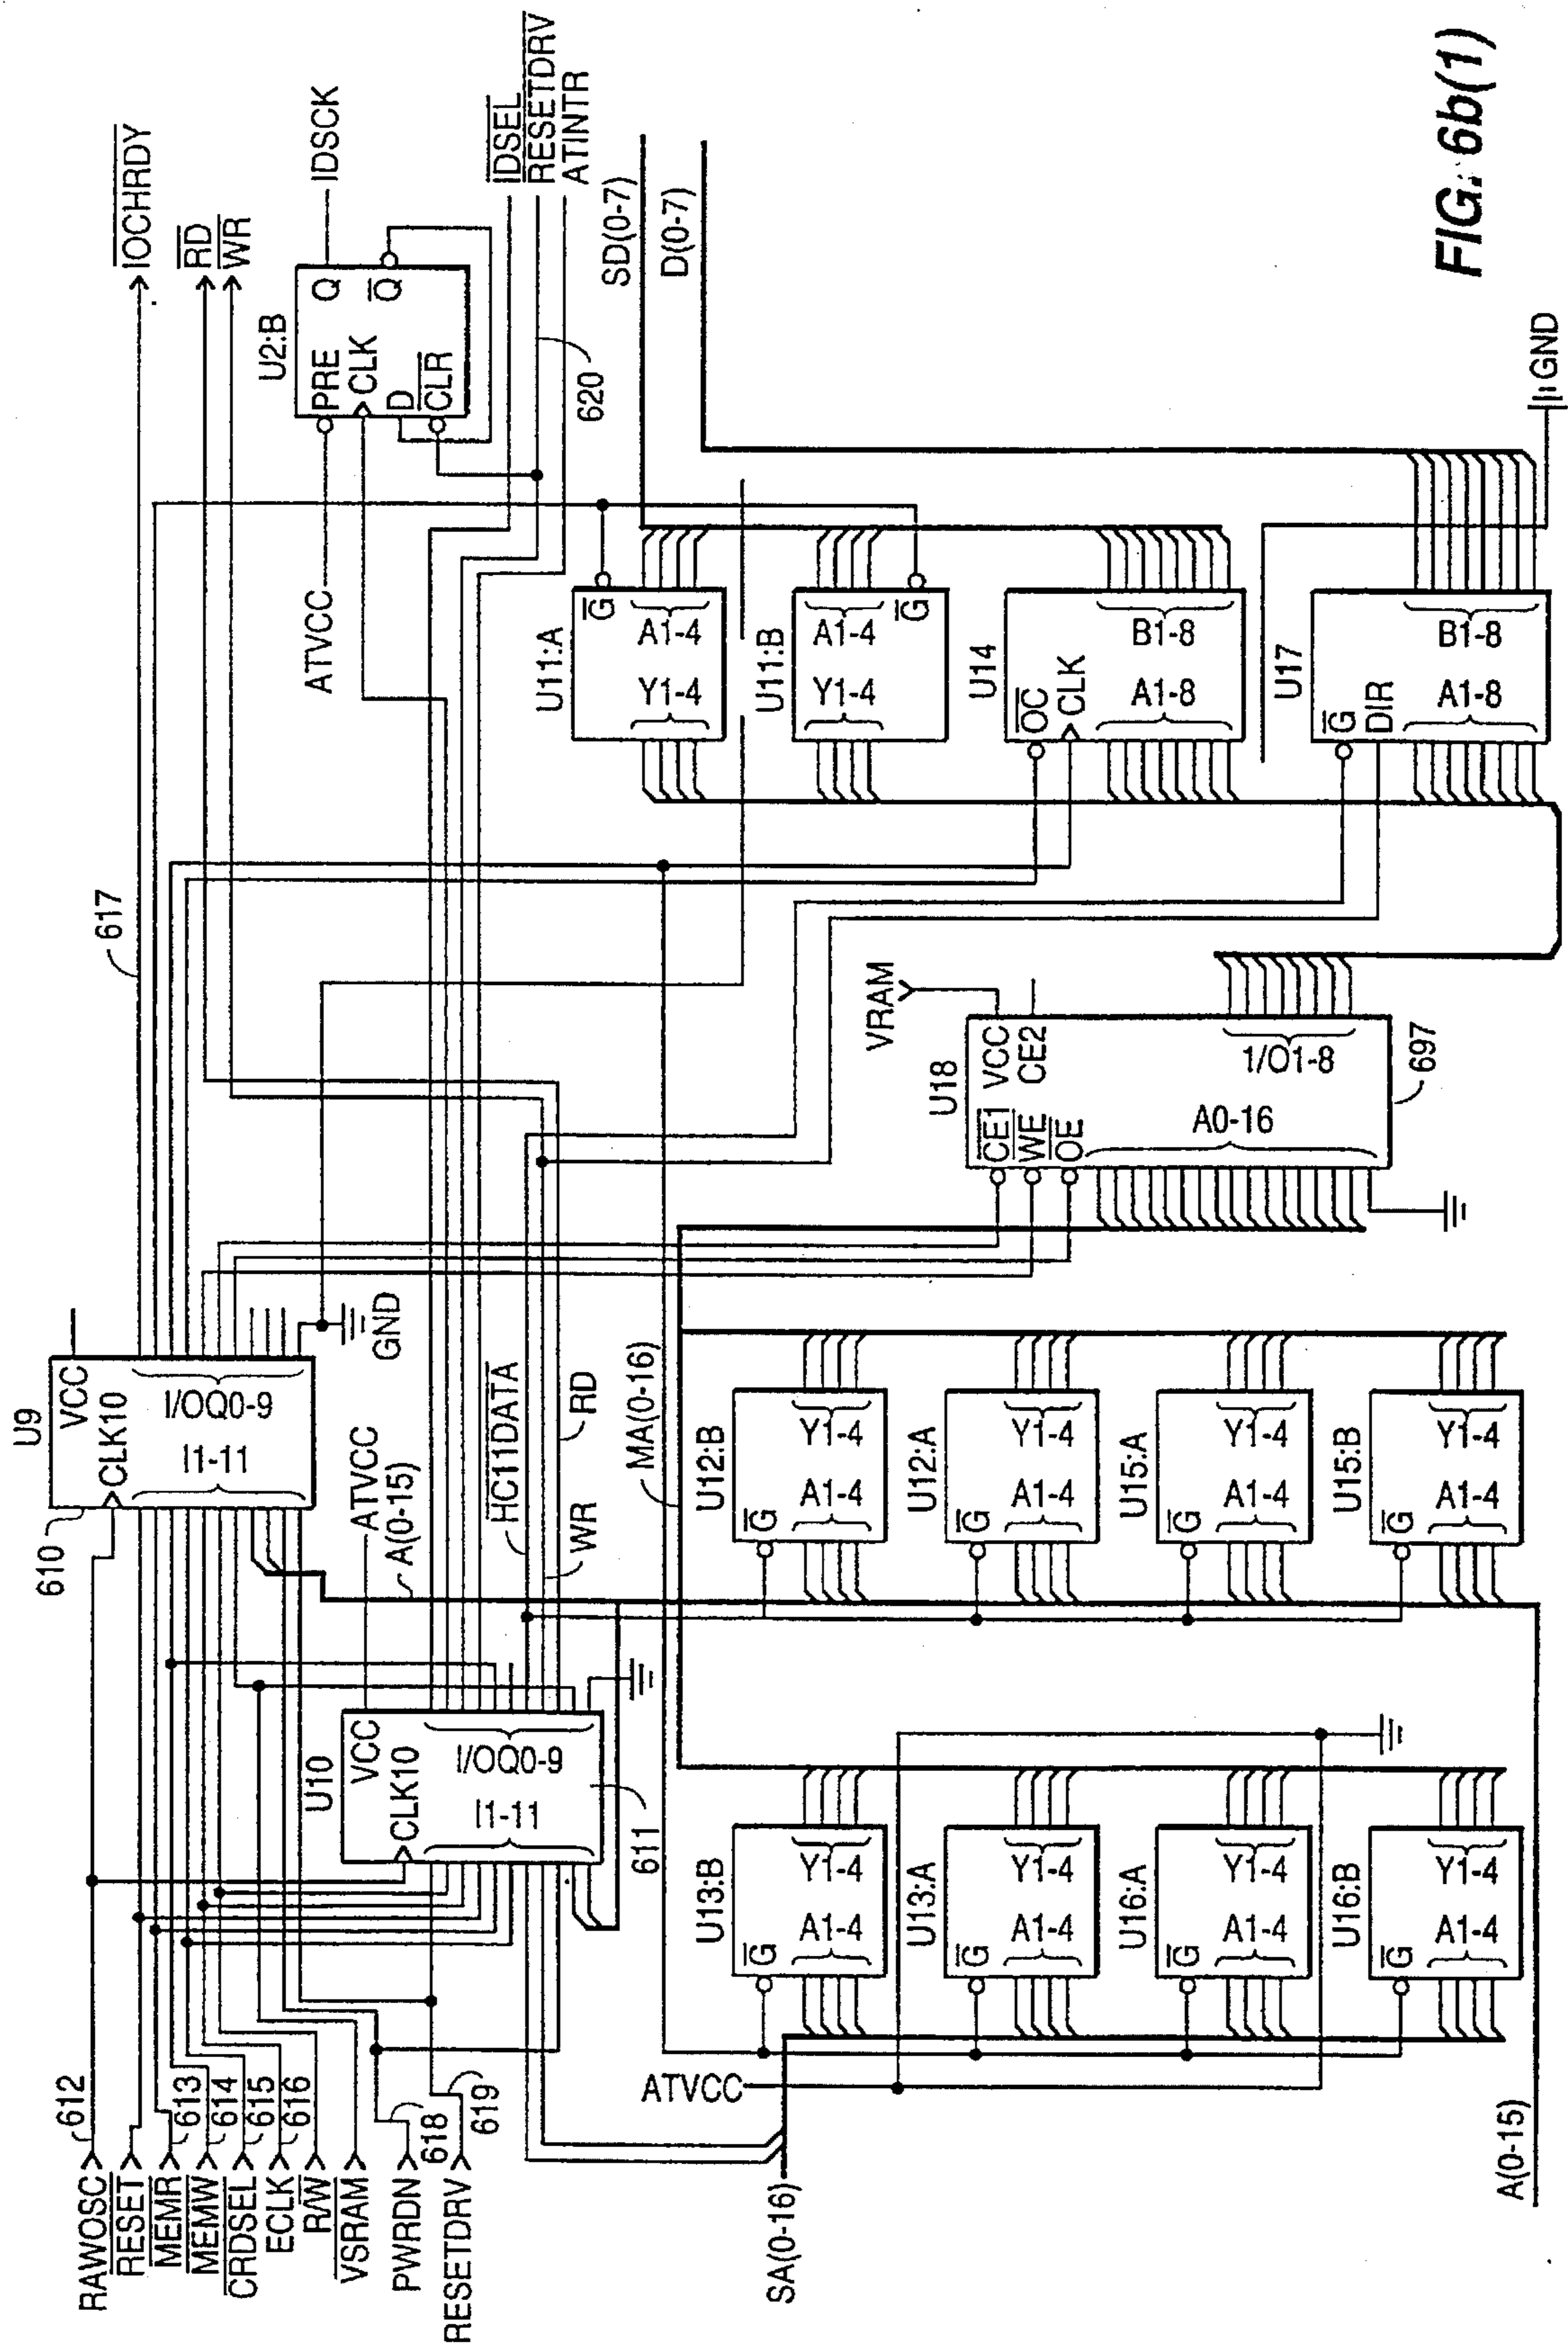 RAWOSC
612
RESET
MEMR
613
MEMW
614
CRDSEL
615
ECLK
616
R/W
VSRAM
PWRDN
618
RESETDRV
619
U9
610
VCC
CLK10
I/OQ0-9
I1-11
GND
U10
VCC
CLK10
I/OQ0-9
I1-11
611
ATVCC
A(0-15)
617
IOCHRDY
RD
WR
U2:B
PRE
CLK
D
CLR
Q
Q
IDSCK
ATVCC
IDSEL
RESETDRV
ATINTR
620
HC11DATA
WR
RD
MA(0-16)
SD(0-7)
D(0-7)
U11:A
G
Y1-4
A1-4
U11:B
Y1-4
A1-4
G
U14
OC
CLK
A1-8
B1-8
U17
G
DIR
A1-8
B1-8
GND
VRAM
U18
CE1
VCC
WE
CE2
OE
A0-16
1/O1-8
697
U12:B
G
A1-4
Y1-4
U12:A
G
A1-4
Y1-4
U15:A
G
A1-4
Y1-4
U15:B
G
A1-4
Y1-4
U13:B
G
A1-4
Y1-4
U13:A
G
A1-4
Y1-4
U16:A
G
A1-4
Y1-4
U16:B
G
A1-4
Y1-4
ATVCC
SA(0-16)
A(0-15)
FIG. 6b(1)